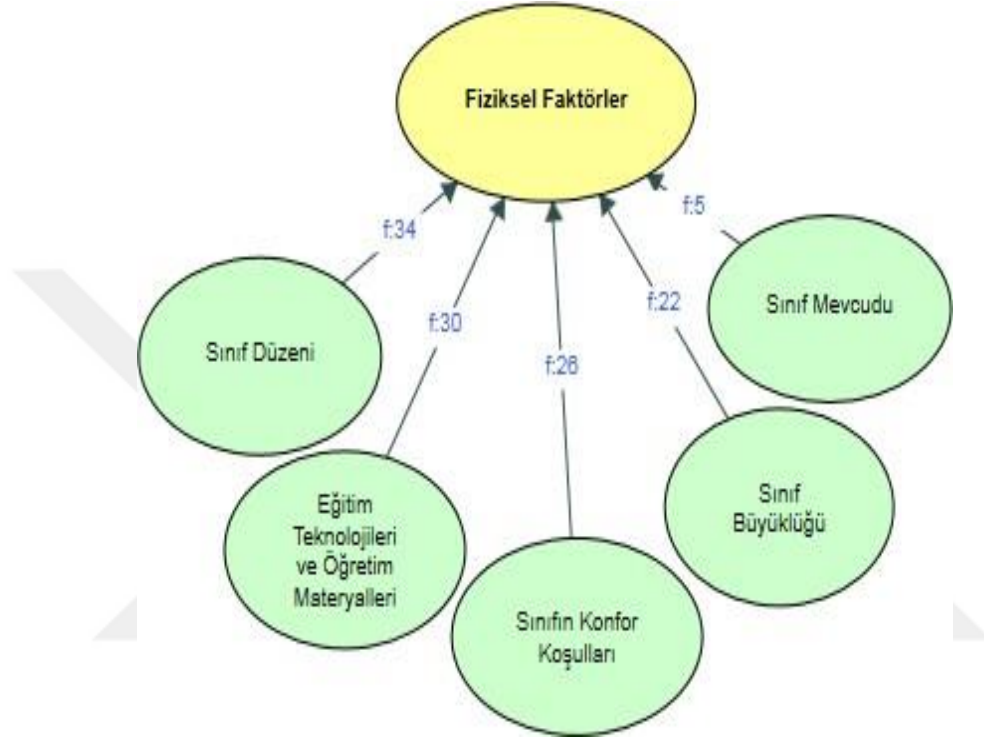 Fiziksel Faktörler
f:34
f:30
f:26
f:22
f:5
Sınıf Düzeni
Eğitim
Teknolojileri
ve Öğretim
Materyalleri
Sınıfın Konfor
Koşulları
Sınıf
Büyüklüğü
Sınıf Mevcudu